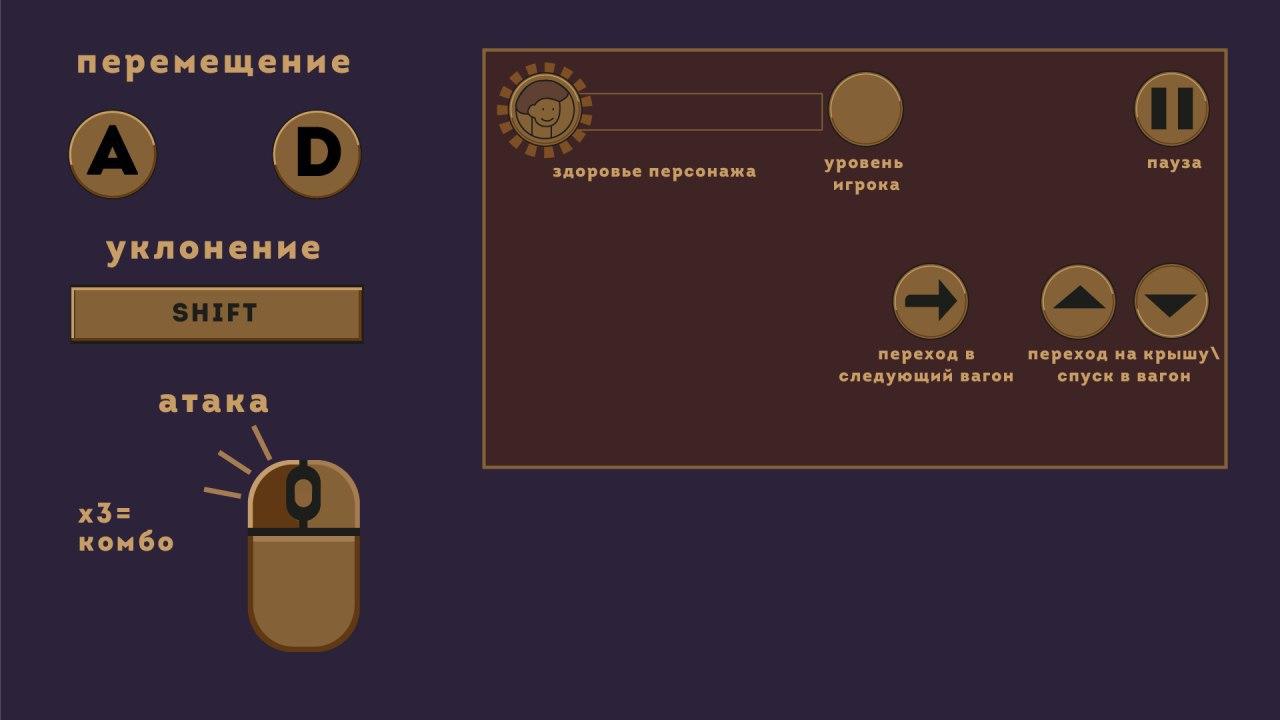 перемещение
A
D
уклонение
SHIFT
атака
x3=
комбо
здоровье персонажа
уровень
игрока
пауза
переход в
следующий вагон
переход на крышу\
спуск в вагон